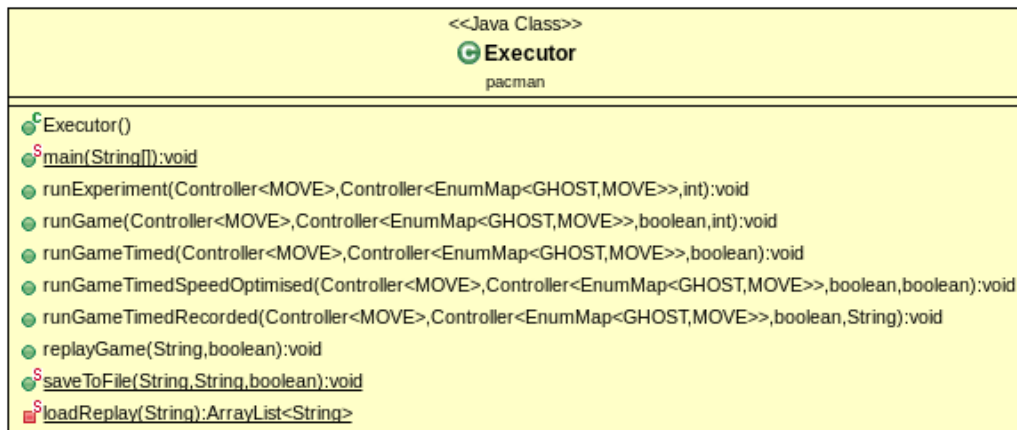 <<Java Class>>
C Executor
pacman
C Executor()
S main(String[]):void
runExperiment(Controller<MOVE>,Controller<EnumMap<GHOST,MOVE>>,int):void
runGame(Controller<MOVE>,Controller<EnumMap<GHOST,MOVE>>,boolean,int):void
runGameTimed(Controller<MOVE>,Controller<EnumMap<GHOST,MOVE>>,boolean):void
runGameTimedSpeedOptimised(Controller<MOVE>,Controller<EnumMap<GHOST,MOVE>>,boolean,boolean):void
runGameTimedRecorded(Controller<MOVE>,Controller<EnumMap<GHOST,MOVE>>,boolean,String):void
replayGame(String,boolean):void
S saveToFile(String,String,boolean):void
S loadReplay(String):ArrayList<String>